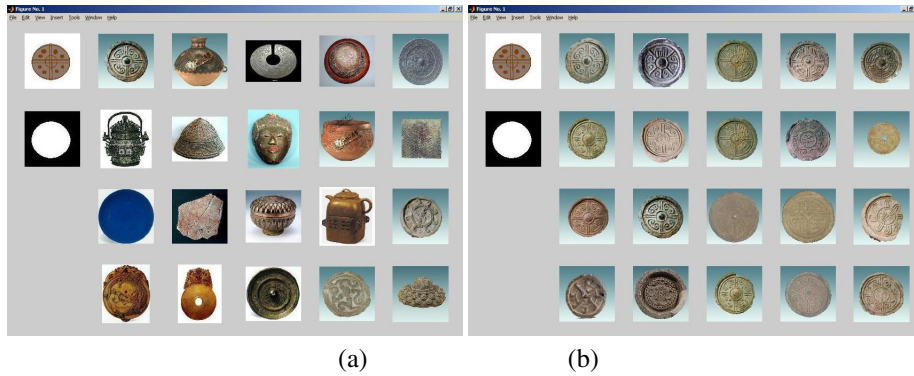 Figure No. 1
File Edit View Insert Tools Window Help
Figure No. 1
File Edit View Insert Tools Window Help
(a)
(b)